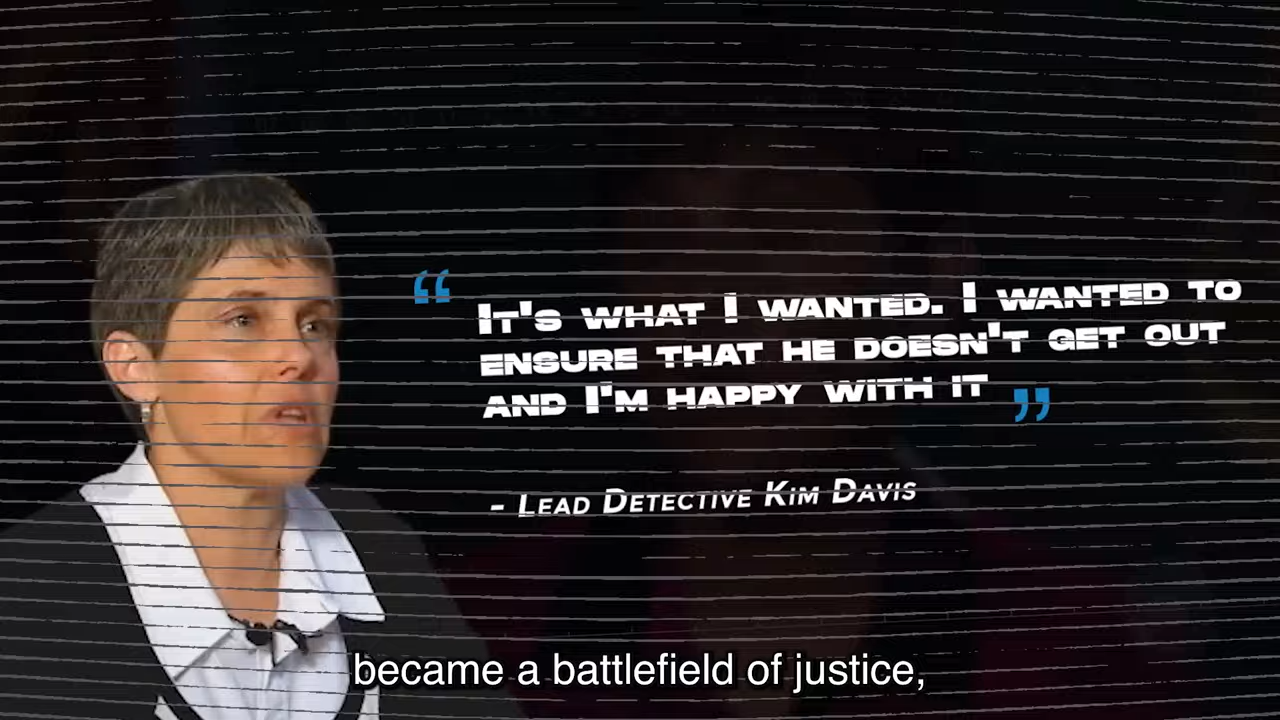 “ It's what I wanted. I wanted to
ensure that he doesn't get out
and I'm happy with it ”
- Lead Detective Kim Davis
became a battlefield of justice,